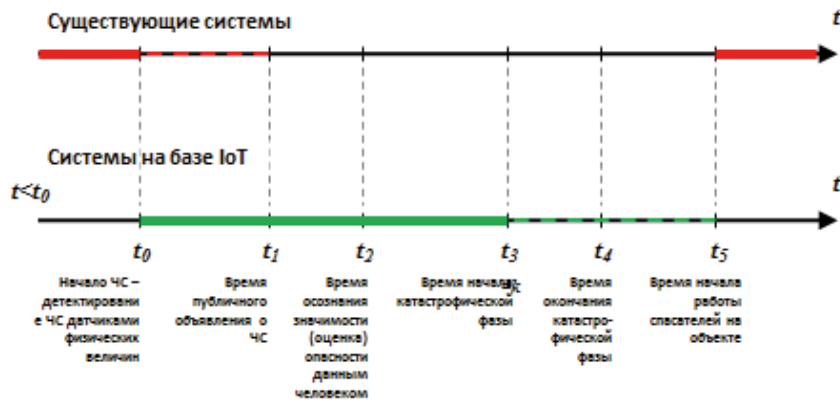 Существующие системы
t
Системы на базе IoT
t<t0
t
t0
t1
t2
t3
t4
t5
Начало ЧС –
детектировани
е ЧС датчиками
физических
величин
Время
публичного
объявления о
ЧС
Время
осознания
значимости
(оценка)
опасности
данным
человеком
Время начала
катастрофической
фазы
Время
окончания
катастро-
фической
фазы
Время начала
работы
спасателей на
объекте